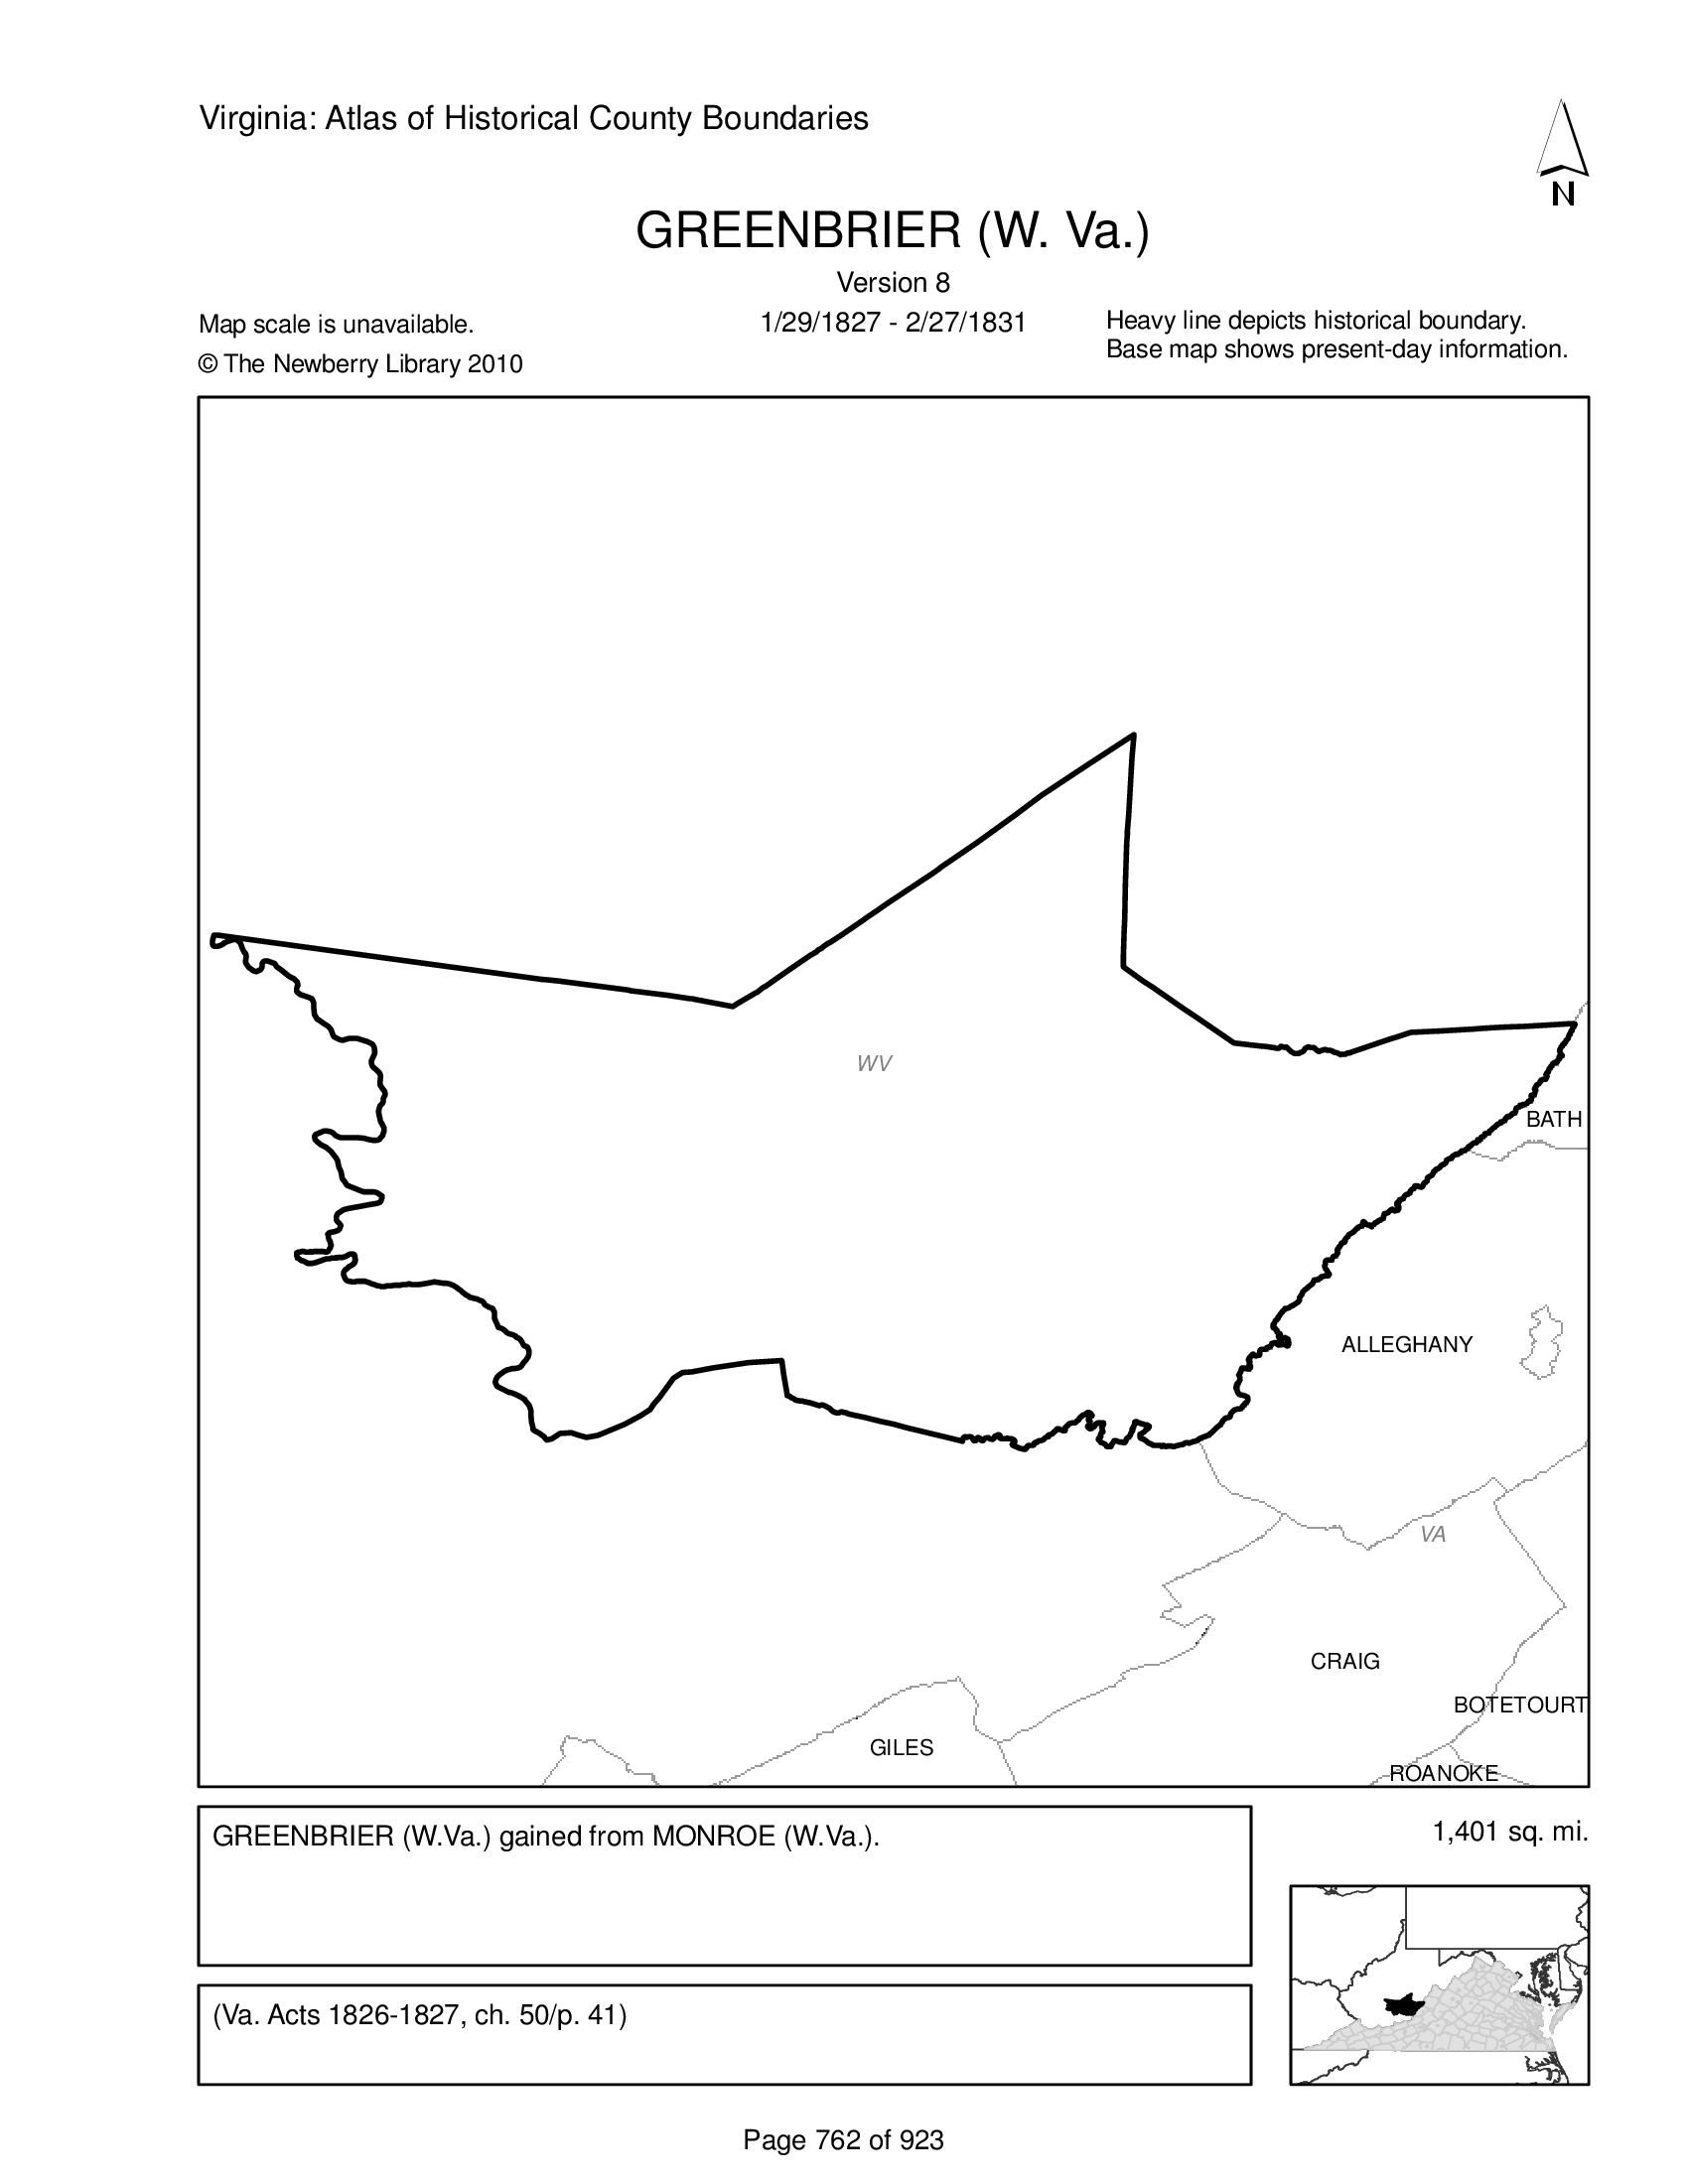 Virginia: Atlas of Historical County Boundaries
N
GREENBRIER (W. Va.)
Version 8
Map scale is unavailable.
1/29/1827 - 2/27/1831
Heavy line depicts historical boundary.
Base map shows present-day information.
© The Newberry Library 2010
WV
BATH
ALLEGHANY
VA
CRAIG
BOTETOURT
GILES
ROANOKE
GREENBRIER (W.Va.) gained from MONROE (W.Va.).
1,401 sq. mi.
(Va. Acts 1826-1827, ch. 50/p. 41)
Page 762 of 923